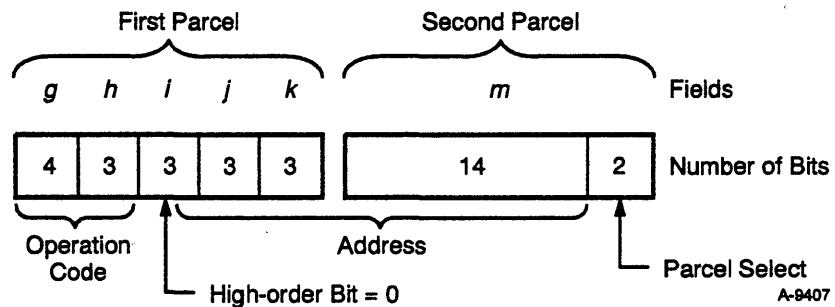 First Parcel Second Parcel
g h i j k m Fields
4 3 3 3 3 14 2 Number of Bits
Operation Code
Address
Parcel Select
High-order Bit = 0
A-9407